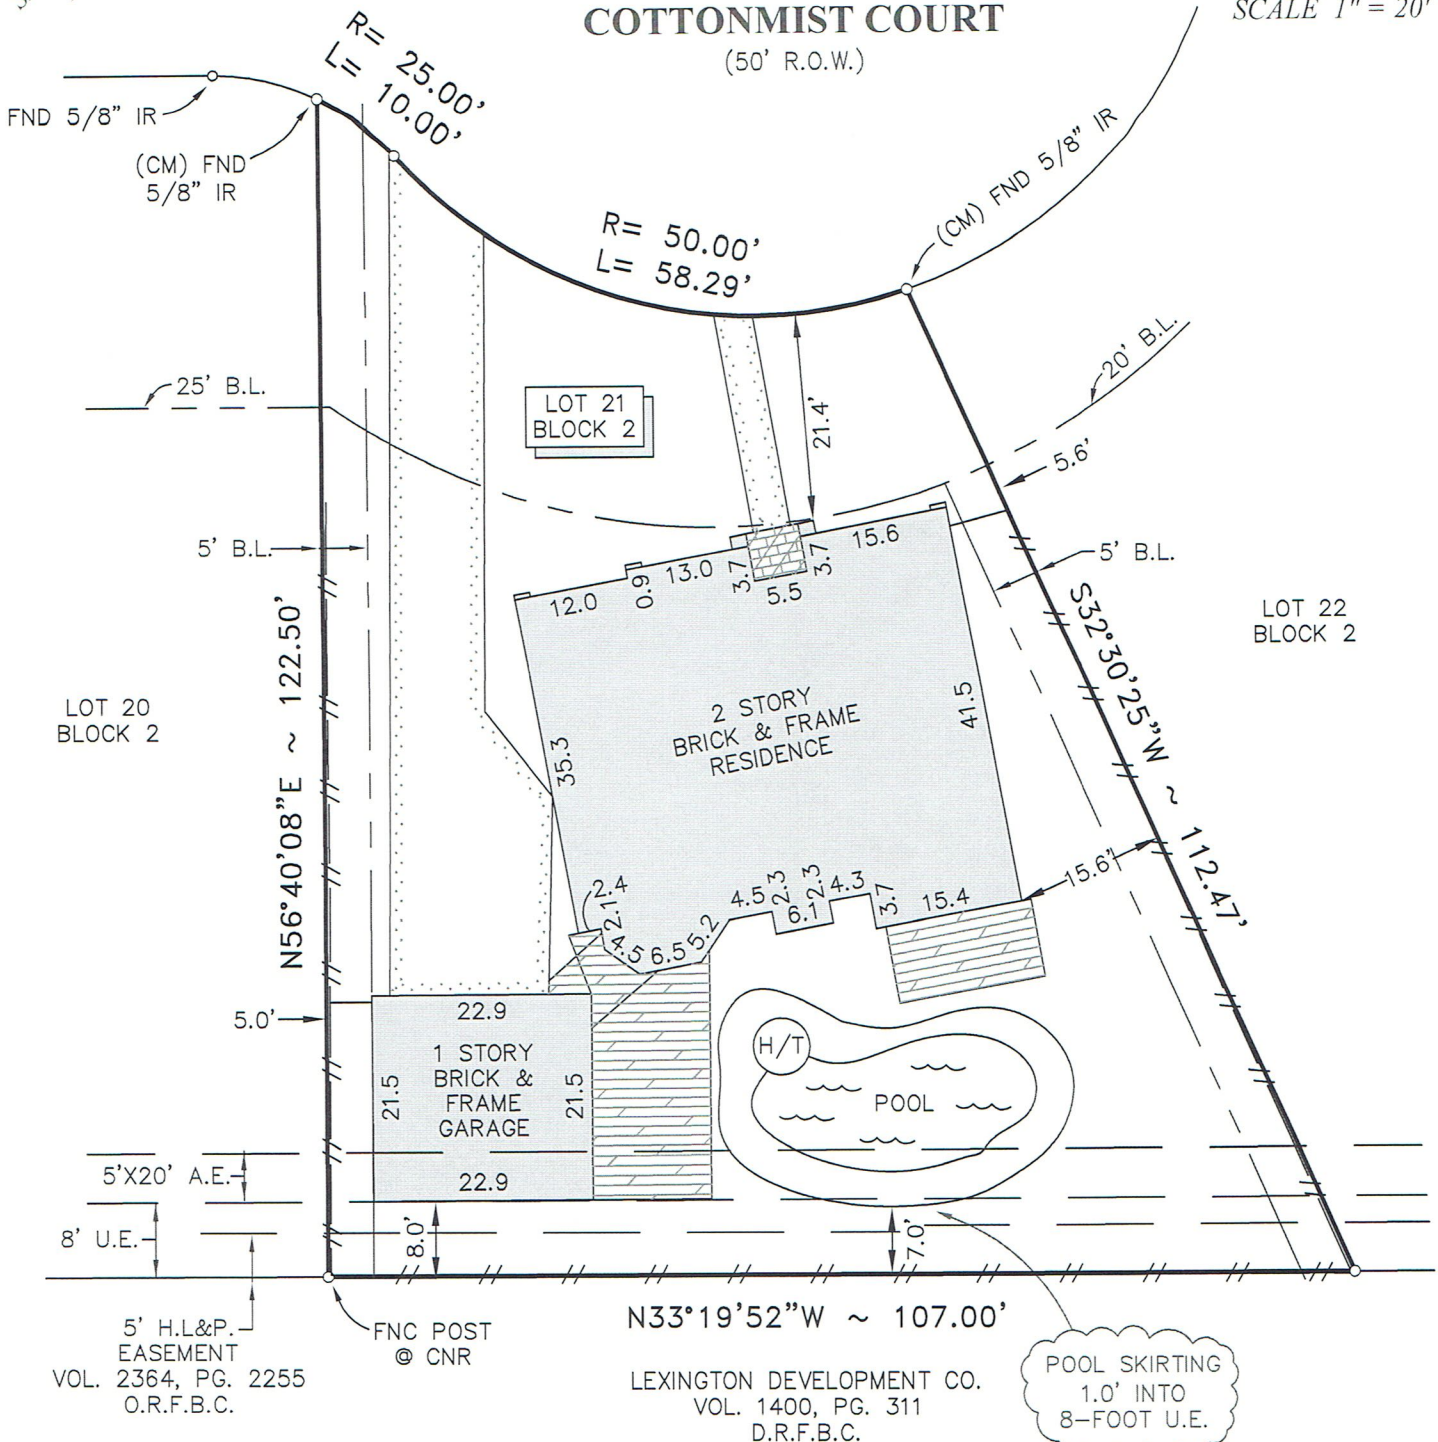 COTTONMIST COURT
(50' R.O.W.)
SCALE 1" = 20'
R= 25.00'
L= 10.00'
FND 5/8" IR
(CM) FND
5/8" IR
(CM) FND 5/8" IR
R= 50.00'
L= 58.29'
25' B.L.
LOT 21
BLOCK 2
21.4'
20' B.L.
5.6'
5' B.L.
5' B.L.
12.0
0.9
13.0
3.7
5.5
3.7
15.6
LOT 22
BLOCK 2
S32°30'25"W ~ 112.47'
N56°40'08"E ~ 122.50'
LOT 20
BLOCK 2
2 STORY
BRICK & FRAME
RESIDENCE
35.3
41.5
15.6'
2.4
2.1
4.5
6.5
5.2
4.5
2.3
6.1
2.3
4.3
3.7
15.4
5.0'
22.9
1 STORY
BRICK &
FRAME
GARAGE
21.5
21.5
22.9
H/T
POOL
5'X20' A.E.
8' U.E.
8.0'
7.0'
5' H.L&P.
EASEMENT
VOL. 2364, PG. 2255
O.R.F.B.C.
FNC POST
@ CNR
N33°19'52"W ~ 107.00'
LEXINGTON DEVELOPMENT CO.
VOL. 1400, PG. 311
D.R.F.B.C.
POOL SKIRTING
1.0' INTO
8-FOOT U.E.